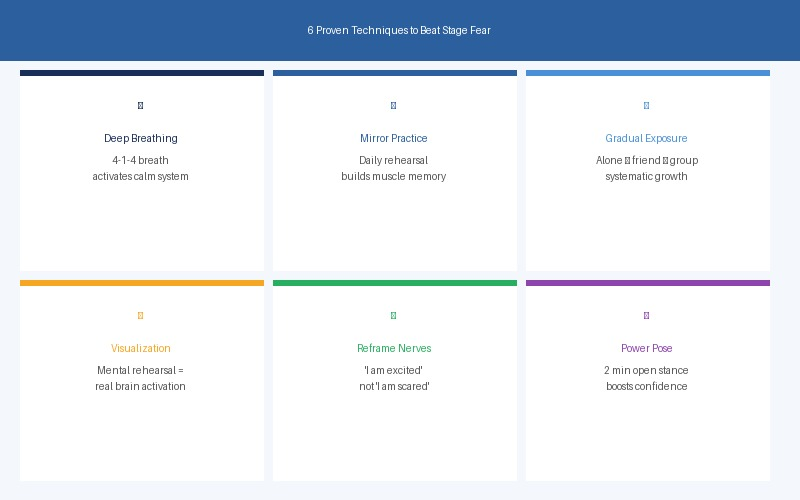 6 Proven Techniques to Beat Stage Fear
Deep Breathing
4-1-4 breath
activates calm system
Mirror Practice
Daily rehearsal
builds muscle memory
Gradual Exposure
Alone friend group
systematic growth
Visualization
Mental rehearsal =
real brain activation
Reframe Nerves
'I am excited'
not 'I am scared'
Power Pose
2 min open stance
boosts confidence